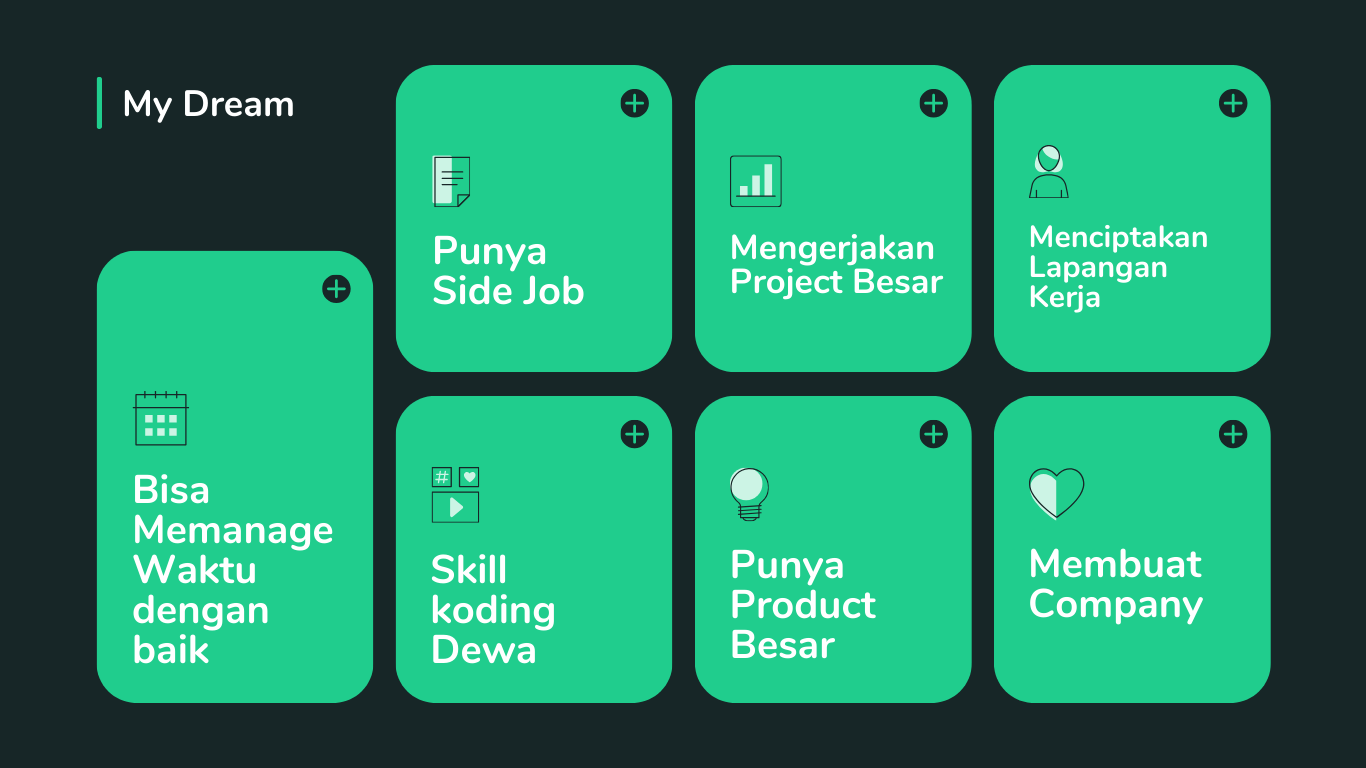 My Dream
Punya
Side Job
Mengerjakan
Project Besar
Menciptakan
Lapangan
Kerja
Bisa
Memanage
Waktu
dengan
baik
#
Skill
koding
Dewa
Punya
Product
Besar
Membuat
Company